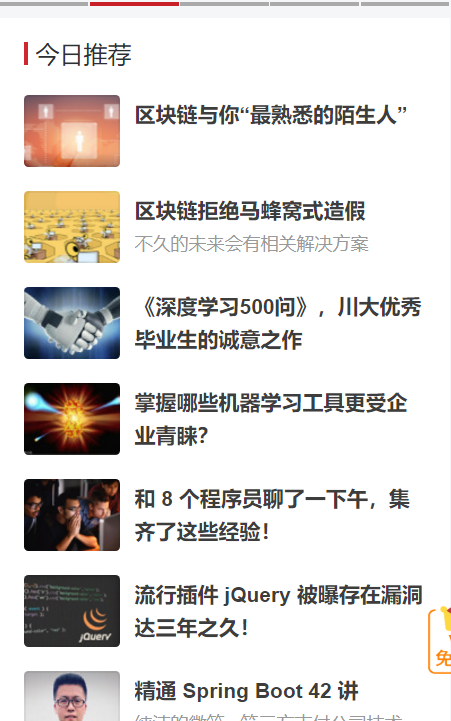 今日推荐
区块链与你“最熟悉的陌生人”
区块链拒绝马蜂窝式造假
不久的未来会有相关解决方案
《深度学习500问》，川大优秀
毕业生的诚意之作
掌握哪些机器学习工具更受企
业青睐？
和 8 个程序员聊了一下午，集
齐了这些经验！
流行插件 jQuery 被曝存在漏洞
达三年之久！
jQuery
免
精通 Spring Boot 42 讲